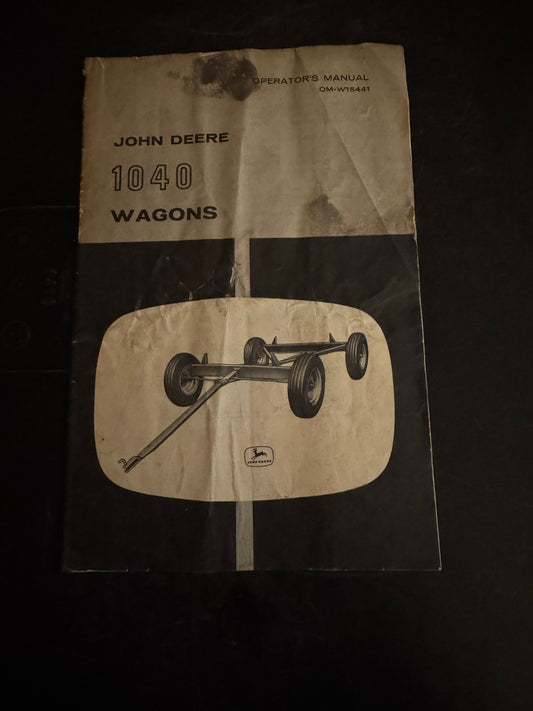 OPERATOR'S MANUAL
OM-W15441
JOHN DEERE
1040
WAGONS
JOHN DEERE